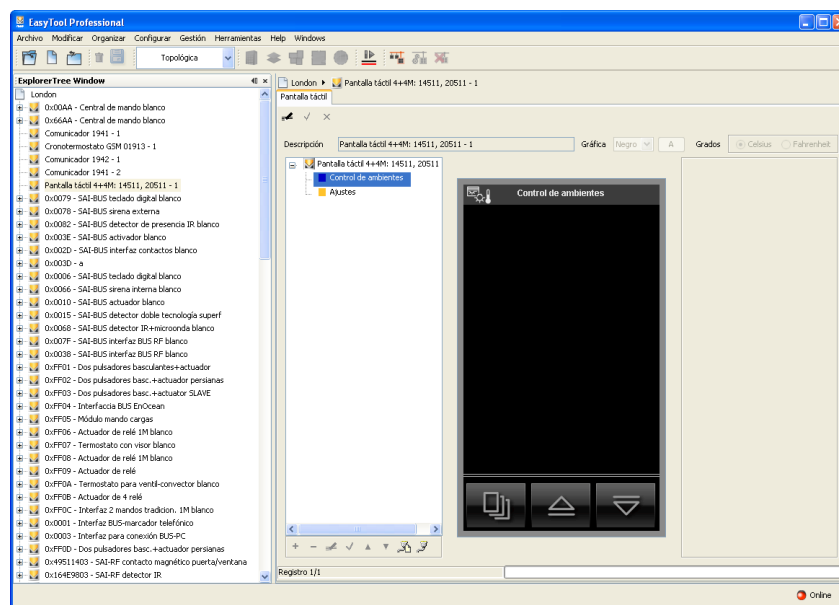 EasyTool Professional
Archivo Modificar Organizar Configurar Gestión Herramientas Help Windows
Topológica
ExplorerTree Window
London
0x00AA - Central de mando blanco
0x66AA - Central de mando blanco
Comunicador 1941 - 1
Cronotermostato GSM 01913 - 1
Comunicador 1942 - 1
Comunicador 1941 - 2
Pantalla táctil 4+4M: 14511, 20511 - 1
0x0079 - SAI-BUS teclado digital blanco
0x0078 - SAI-BUS sirena externa
0x0082 - SAI-BUS detector de presencia IR blanco
0x003E - SAI-BUS activador blanco
0x002D - SAI-BUS interfaz contactos blanco
0x003D - a
0x0006 - SAI-BUS teclado digital blanco
0x0066 - SAI-BUS sirena interna blanco
0x0010 - SAI-BUS actuador blanco
0x0015 - SAI-BUS detector doble tecnología superf
0x0068 - SAI-BUS detector IR+microonda blanco
0x007F - SAI-BUS interfaz BUS RF blanco
0x0038 - SAI-BUS interfaz BUS RF blanco
0xFF01 - Dos pulsadores basculantes+actuador
0xFF02 - Dos pulsadores basc.+actuador persianas
0xFF03 - Dos pulsadores basc.+actuator SLAVE
0xFF04 - Interfaccia BUS EnOcean
0xFF05 - Módulo mando cargas
0xFF06 - Actuador de relé 1M blanco
0xFF07 - Termostato con visor blanco
0xFF08 - Actuador de relé 1M blanco
0xFF09 - Actuador de relé
0xFF0A - Termostato para ventil-convector blanco
0xFF0B - Actuador de 4 relé
0xFF0C - Interfaz 2 mandos tradicion. 1M blanco
0x0001 - Interfaz BUS-marcador telefónico
0x0003 - Interfaz para conexión BUS-PC
0xFF0D - Dos pulsadores basc.+actuador persianas
0x49511403 - SAI-RF contacto magnético puerta/ventana
0x164E9803 - SAI-RF detector IR
London Pantalla táctil 4+4M: 14511, 20511 - 1
Pantalla táctil
Descripción Pantalla táctil 4+4M: 14511, 20511 - 1 Gráfica Negro A Grados Celsius Fahrenheit
Pantalla táctil 4+4M: 14511, 20511
Control de ambientes
Ajustes
Control de ambientes
Registro 1/1
Online